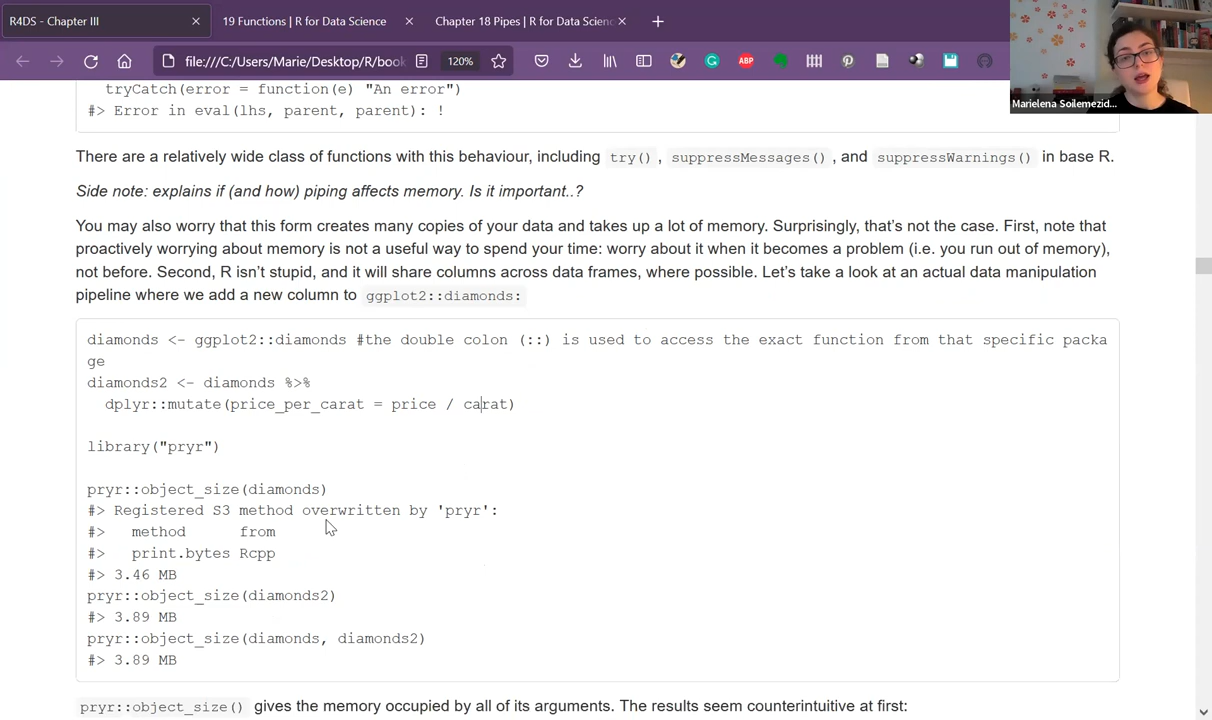 R4DS - Chapter III
19 Functions | R for Data Science
Chapter 18 Pipes | R for Data Scienc
file:///C:/Users/Marie/Desktop/R/book
120%
ABP
Marielena Soilemezid...
tryCatch(error = function(e) "An error")
#> Error in eval(lhs, parent, parent): !
There are a relatively wide class of functions with this behaviour, including try() , suppressMessages() , and suppressWarnings() in base R.
Side note: explains if (and how) piping affects memory. Is it important..?
You may also worry that this form creates many copies of your data and takes up a lot of memory. Surprisingly, that's not the case. First, note that
proactively worrying about memory is not a useful way to spend your time: worry about it when it becomes a problem (i.e. you run out of memory),
not before. Second, R isn't stupid, and it will share columns across data frames, where possible. Let's take a look at an actual data manipulation
pipeline where we add a new column to ggplot2::diamonds:
diamonds <- ggplot2::diamonds #the double colon (::) is used to access the exact function from that specific packa
ge
diamonds2 <- diamonds %>%
dplyr::mutate(price_per_carat = price / carat)
library("pryr")
pryr::object_size(diamonds)
#> Registered S3 method overwritten by 'pryr':
#> method from
#> print.bytes Rcpp
#> 3.46 MB
pryr::object_size(diamonds2)
#> 3.89 MB
pryr::object_size(diamonds, diamonds2)
#> 3.89 MB
pryr::object_size() gives the memory occupied by all of its arguments. The results seem counterintuitive at first: